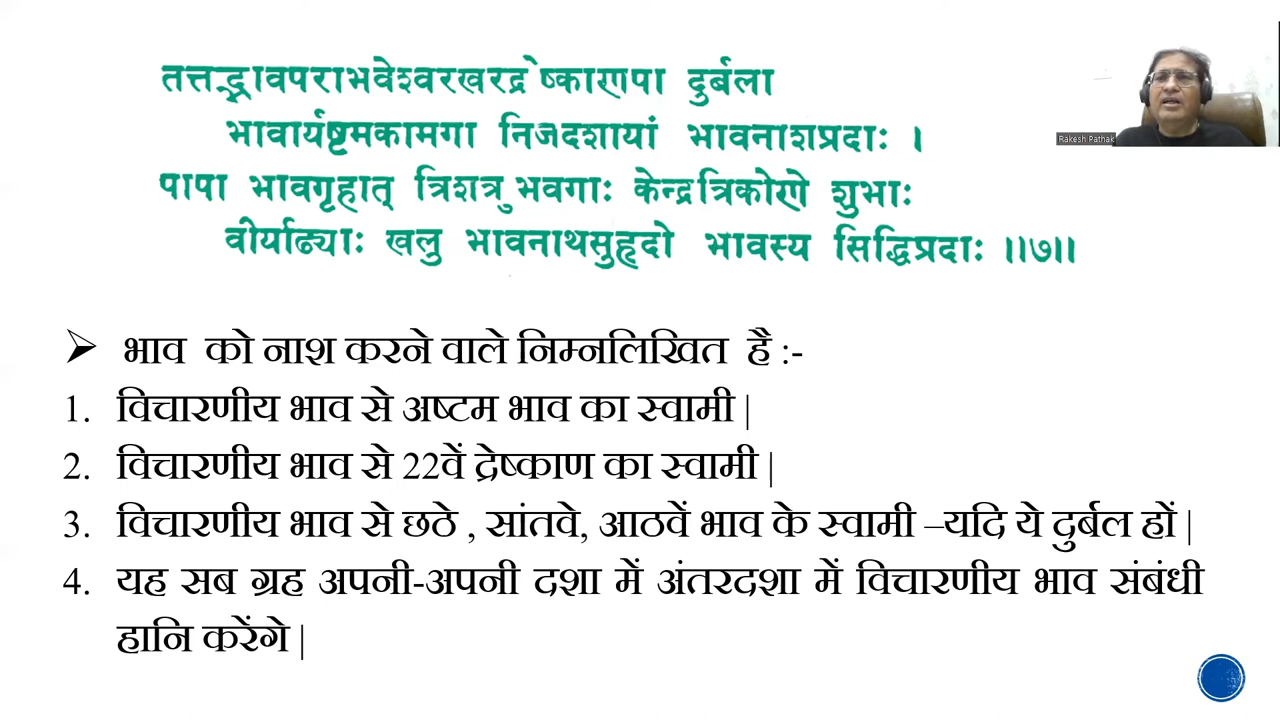 तत्तद्भावपराभवेश्वरखरद्रेष्काणपा दुर्बला
भावार्यष्टमकामगा निजदशायां भावनाशप्रदाः ।
पापा भावगृहात् त्रिशत्रुभवगाः केन्द्रत्रिकोणे शुभाः
वीर्याढ्याः खलु भावनाथसुहृदो भावस्य सिद्धिप्रदाः ॥७॥
Rakesh Pathak
➢ भाव को नाश करने वाले निम्नलिखित है :-
1. विचारणीय भाव से अष्टम भाव का स्वामी |
2. विचारणीय भाव से 22वें द्रेष्काण का स्वामी |
3. विचारणीय भाव से छठे , सांतवे, आठवें भाव के स्वामी –यदि ये दुर्बल हों |
4. यह सब ग्रह अपनी-अपनी दशा में अंतरदशा में विचारणीय भाव संबंधी
हानि करेंगे |